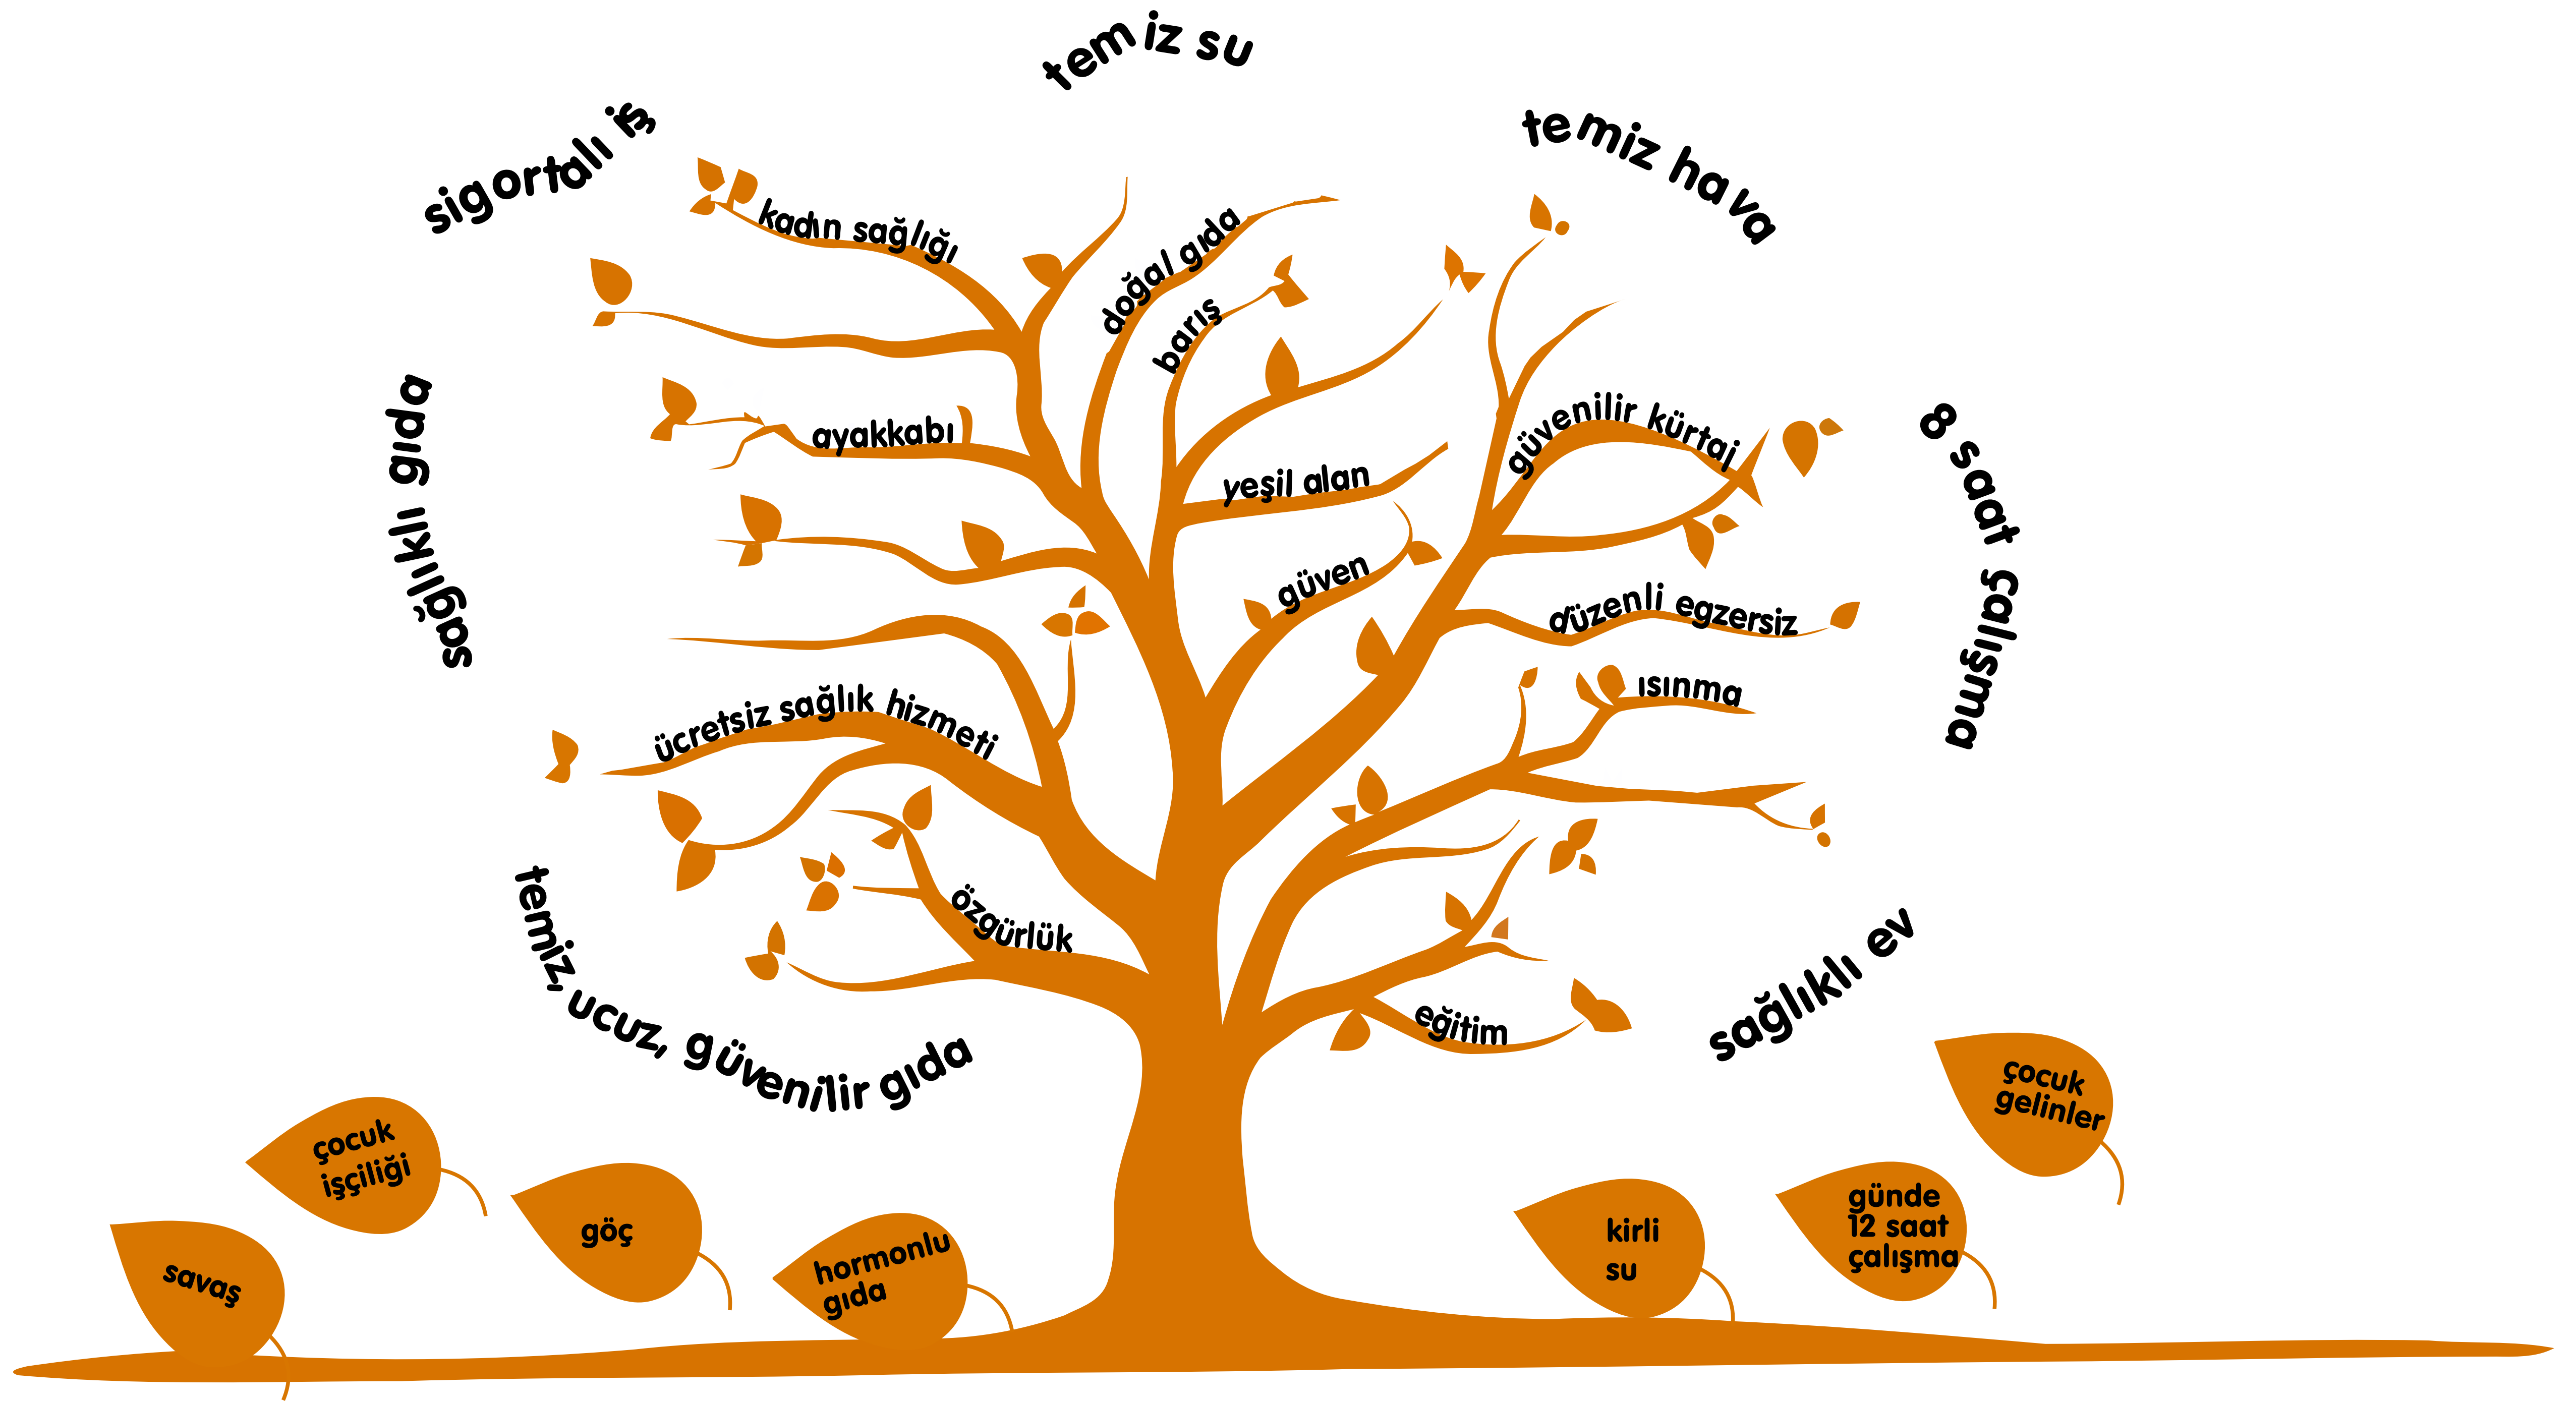 temiz su
sigortalı iş
temiz hava
kadın sağlığı
doğal gıda
barış
sağlıklı gıda
ayakkabı
yeşil alan
güvenilir kürtaj
8 saat çalışma
güven
düzenli egzersiz
ısınma
ücretsiz sağlık hizmeti
özgürlük
eğitim
temiz, ucuz, güvenilir gıda
sağlıklı ev
savaş
çocuk
işçiliği
göç
hormonlu
gıda
kirli
su
günde
12 saat
çalışma
çocuk
gelinler